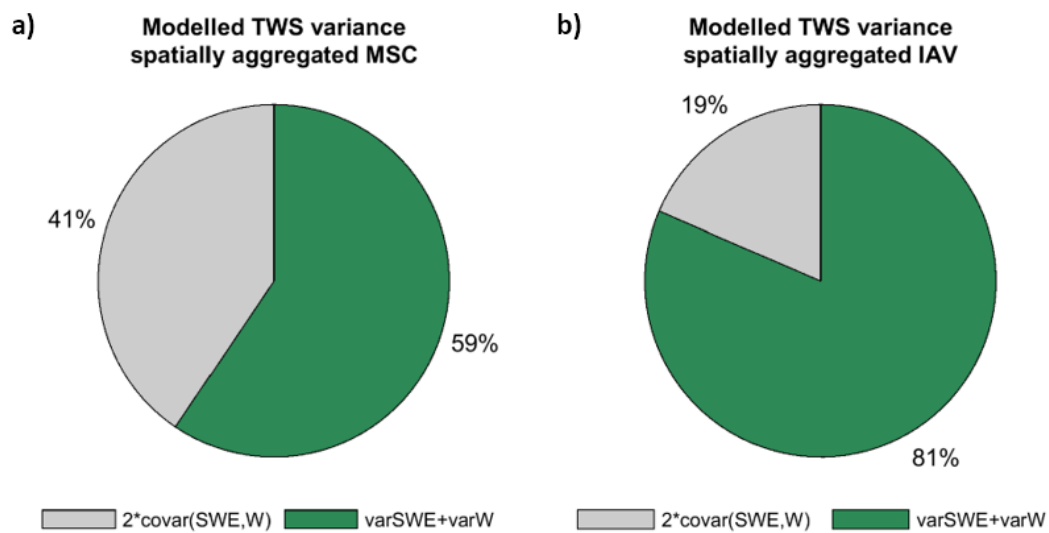 a)
Modelled TWS variance
spatially aggregated MSC
41%
59%
2*covar(SWE,W)
varSWE+varW
b)
Modelled TWS variance
spatially aggregated IAV
19%
81%
2*covar(SWE,W)
varSWE+varW